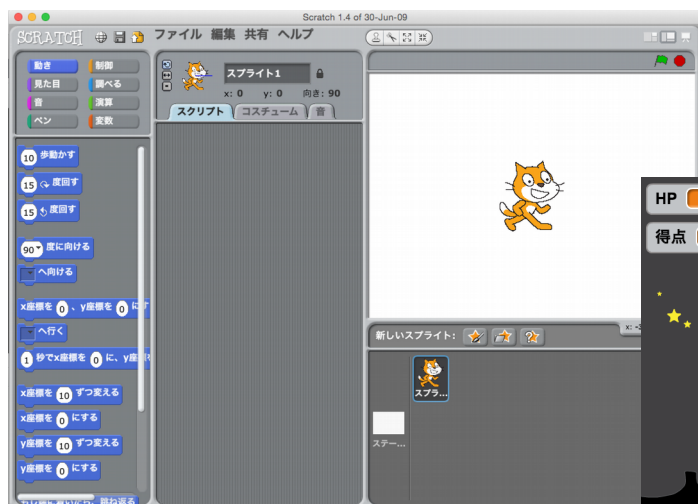 Scratch 1.4 of 30-Jun-09
SCRATCH ファイル 編集 共有 ヘルプ
動き 制御
見た目 調べる
音 演算
ペン 変数
スプライト1
x: 0 y: 0 向き: 90
スクリプト コスチューム 音
10 歩動かす
15 度回す
15 度回す
90 度に向ける
へ向ける
x座標を 0 、y座標を 0 に
へ行く
1 秒でx座標を 0 に、y座
x座標を 10 ずつ変える
x座標を 0 にする
y座標を 10 ずつ変える
y座標を 0 にする
跳ね返る
HP
得点
新しいスプライト:
x:
スプラ...
ステー...